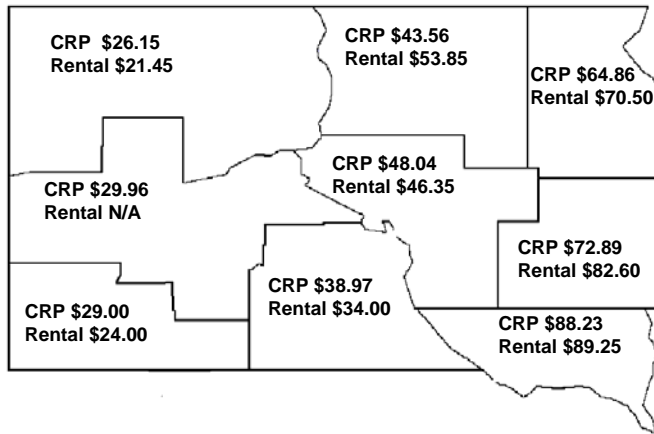 CRP $26.15
Rental $21.45
CRP $43.56
Rental $53.85
CRP $64.86
Rental $70.50
CRP $29.96
Rental N/A
CRP $48.04
Rental $46.35
CRP $72.89
Rental $82.60
CRP $29.00
Rental $24.00
CRP $38.97
Rental $34.00
CRP $88.23
Rental $89.25